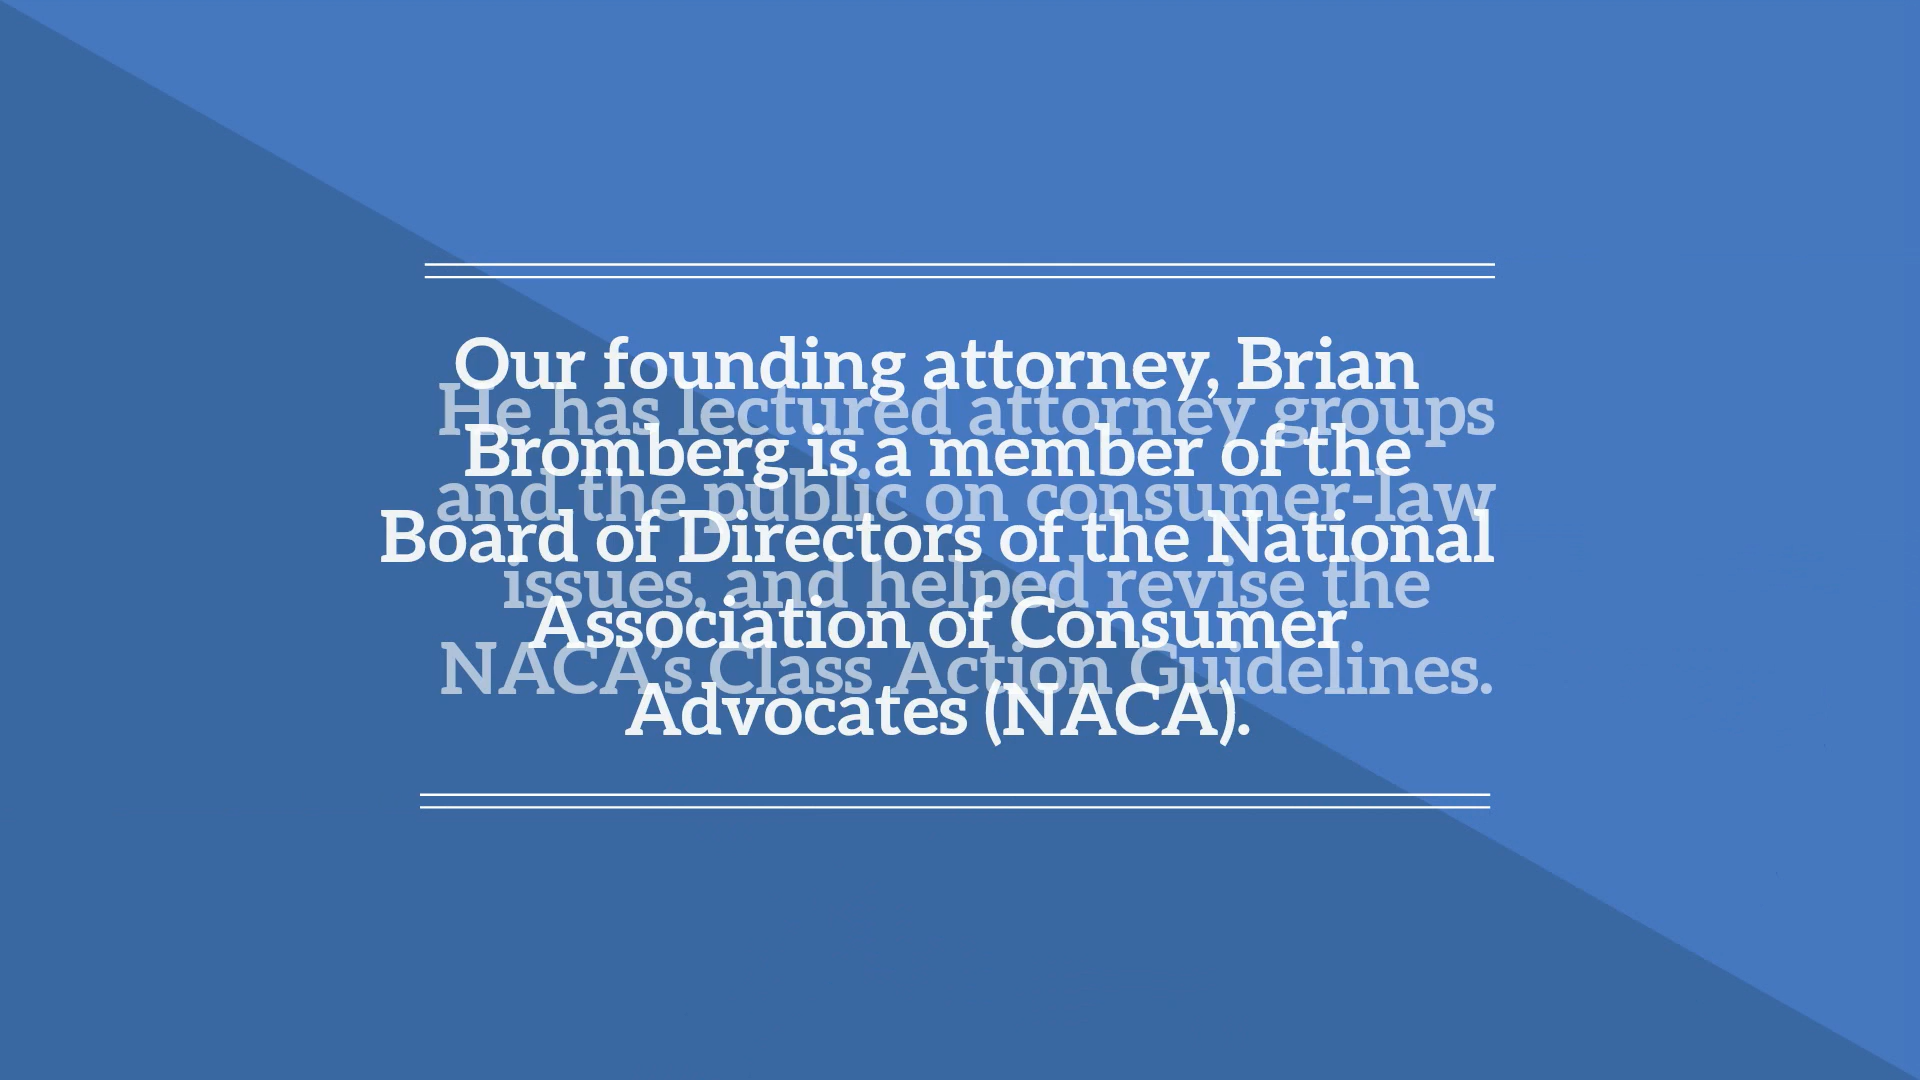 Our founding attorney, Brian
Bromberg is a member of the
Board of Directors of the National
Association of Consumer
Advocates (NACA).
He has lectured attorney groups
and the public on consumer-law
issues, and helped revise the
NACA's Class Action Guidelines.